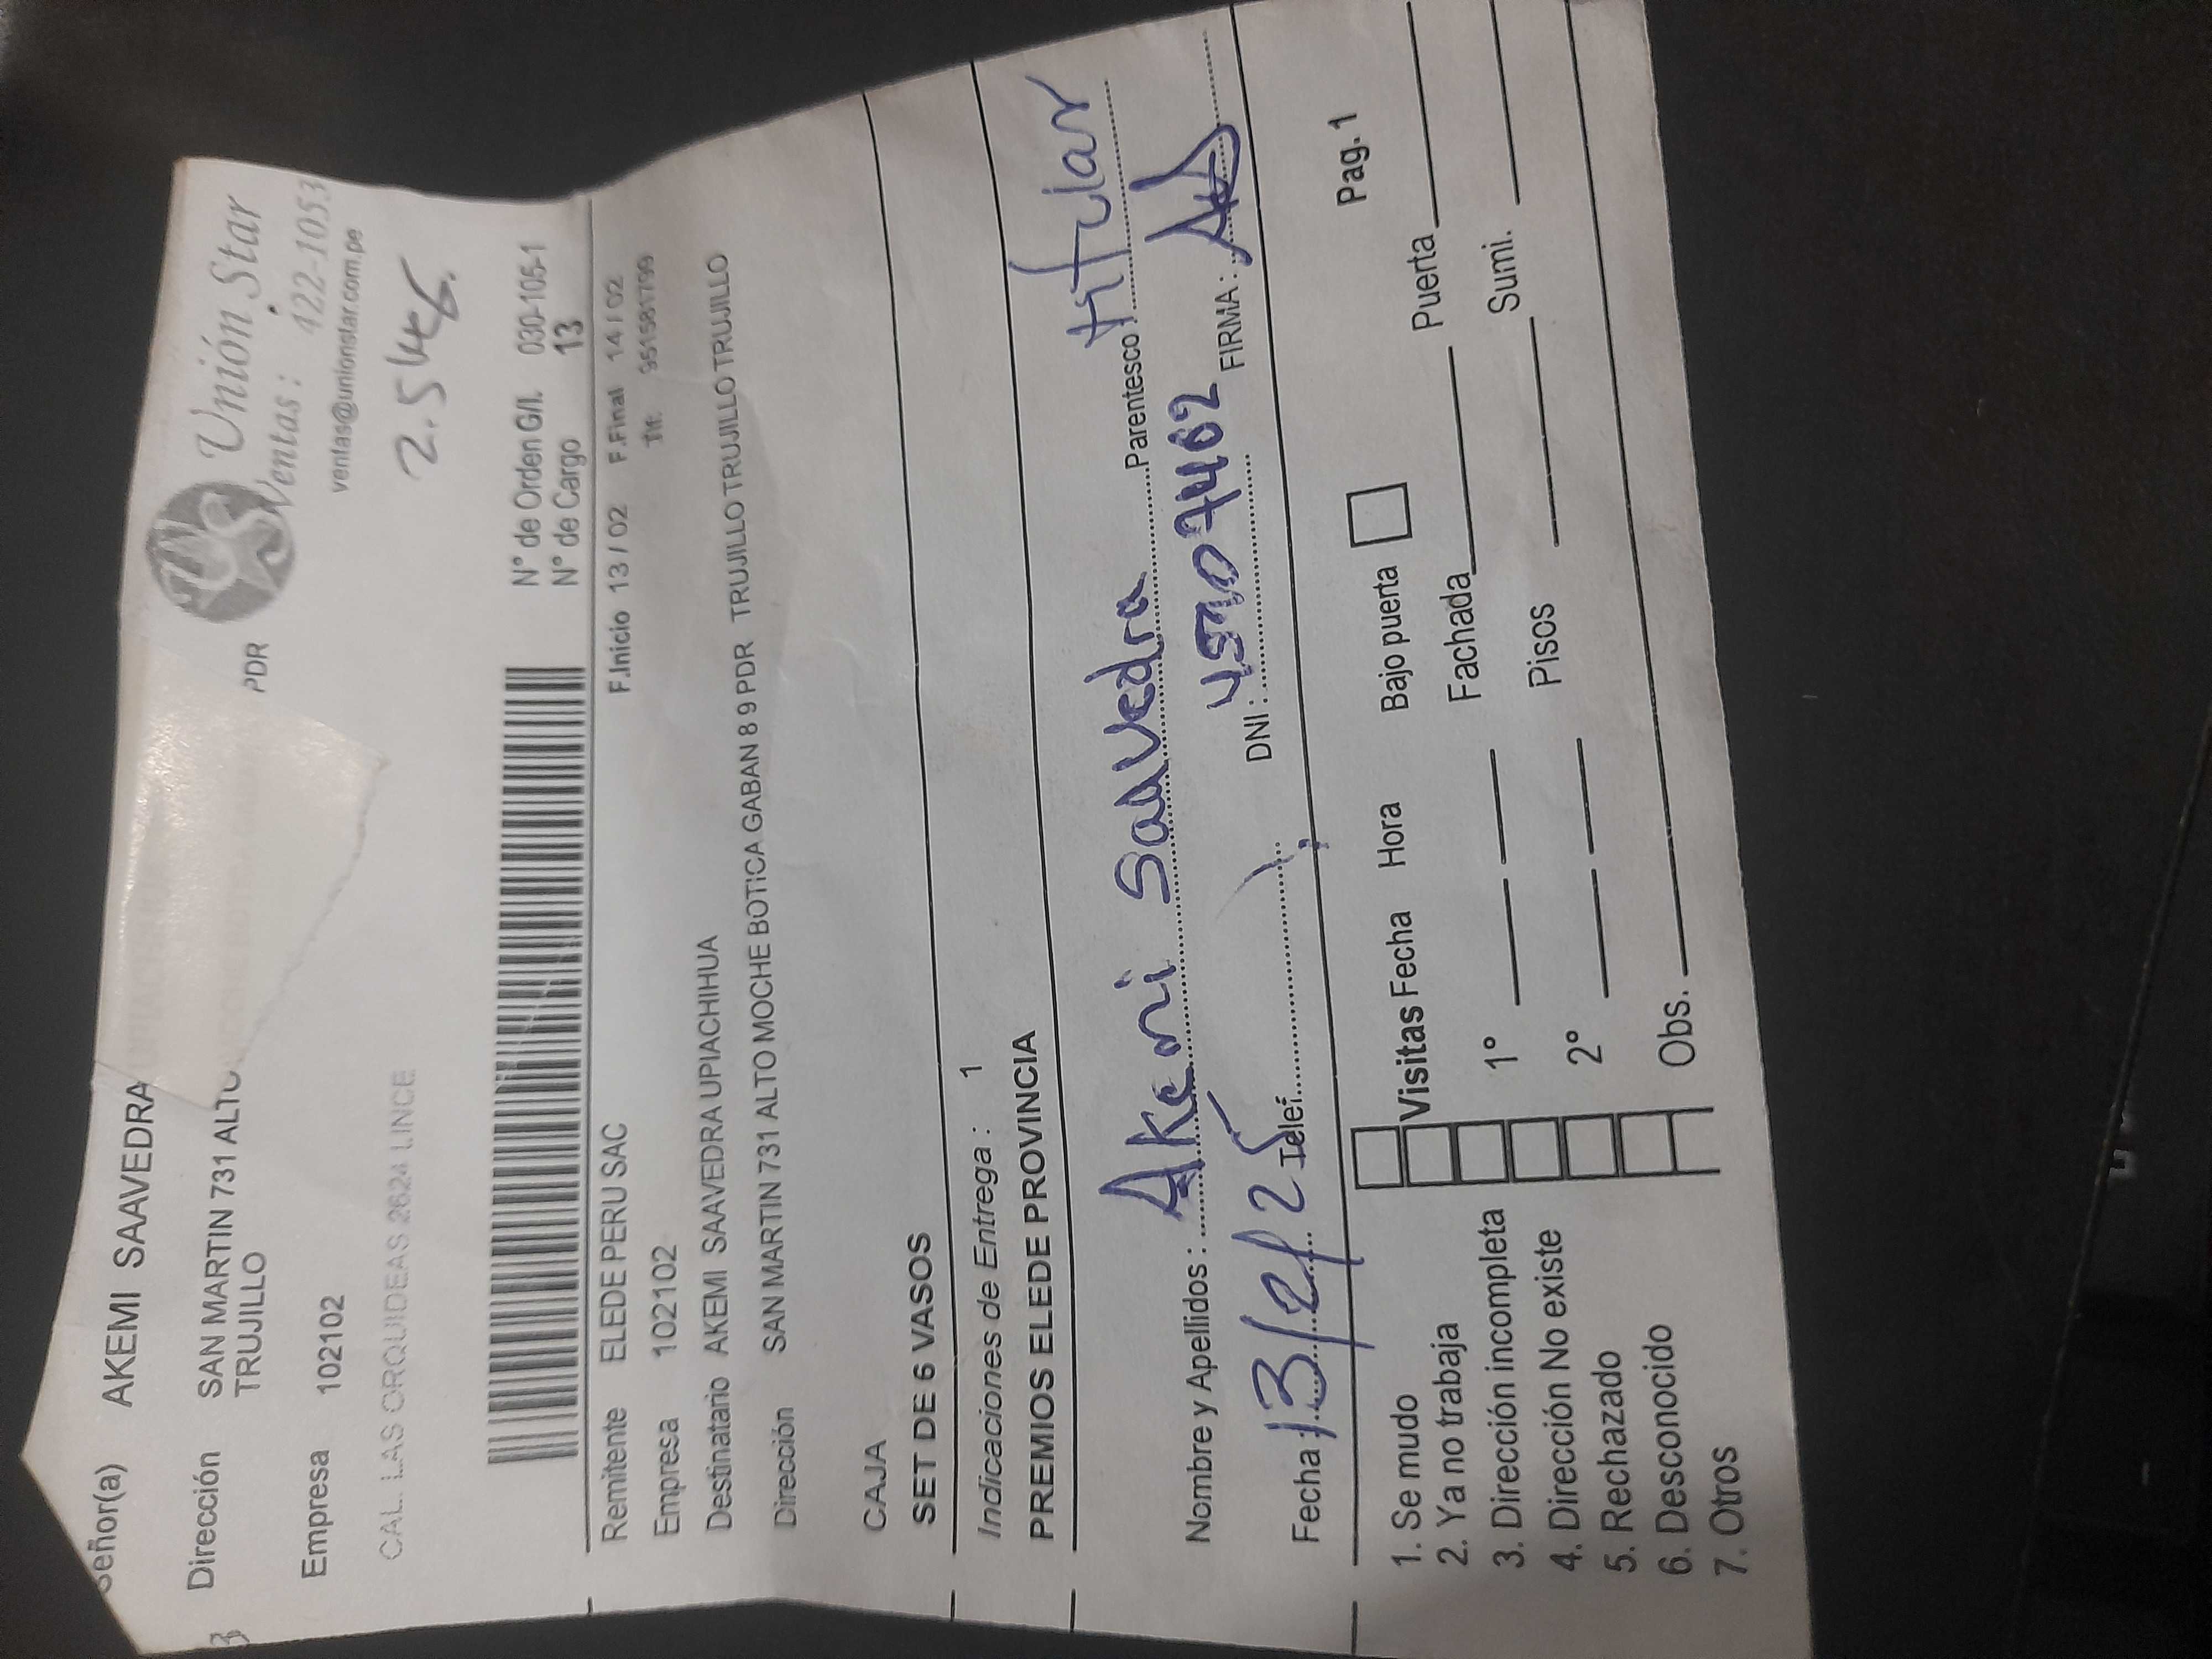 Señor(a) AKEMI SAAVEDRA
Dirección SAN MARTIN 731 ALTO
TRUJILLO
PDR
Empresa 102102
CAL. LAS ORQUIDEAS 2624 LINCE
Unión Star
Ventas: 422-1053
ventas@unionstar.com.pe
N° de Orden G/I. 030-105-1
N° de Cargo 13
Remitente ELEDE PERU SAC F.Inicio 13 / 02 F.Final 14 / 02
Empresa 102102 Tlf.
Destinatario AKEMI SAAVEDRA UPIACHIHUA
Dirección SAN MARTIN 731 ALTO MOCHE BOTICA GABAN 8 9 PDR TRUJILLO TRUJILLO TRUJILLO TRUJILLO
CAJA
SET DE 6 VASOS
Indicaciones de Entrega : 1
PREMIOS ELEDE PROVINCIA
Nombre y Apellidos : Akemi Saavedra Parentesco : titular
Fecha : 13/2/25 Telef. DNI : FIRMA :
Pag. 1
1. Se mudo
2. Ya no trabaja
3. Dirección incompleta
4. Dirección No existe
5. Rechazado
6. Desconocido
7. Otros
Visitas Fecha Hora Bajo puerta
1° Fachada Puerta
2° Pisos Sumi.
Obs.